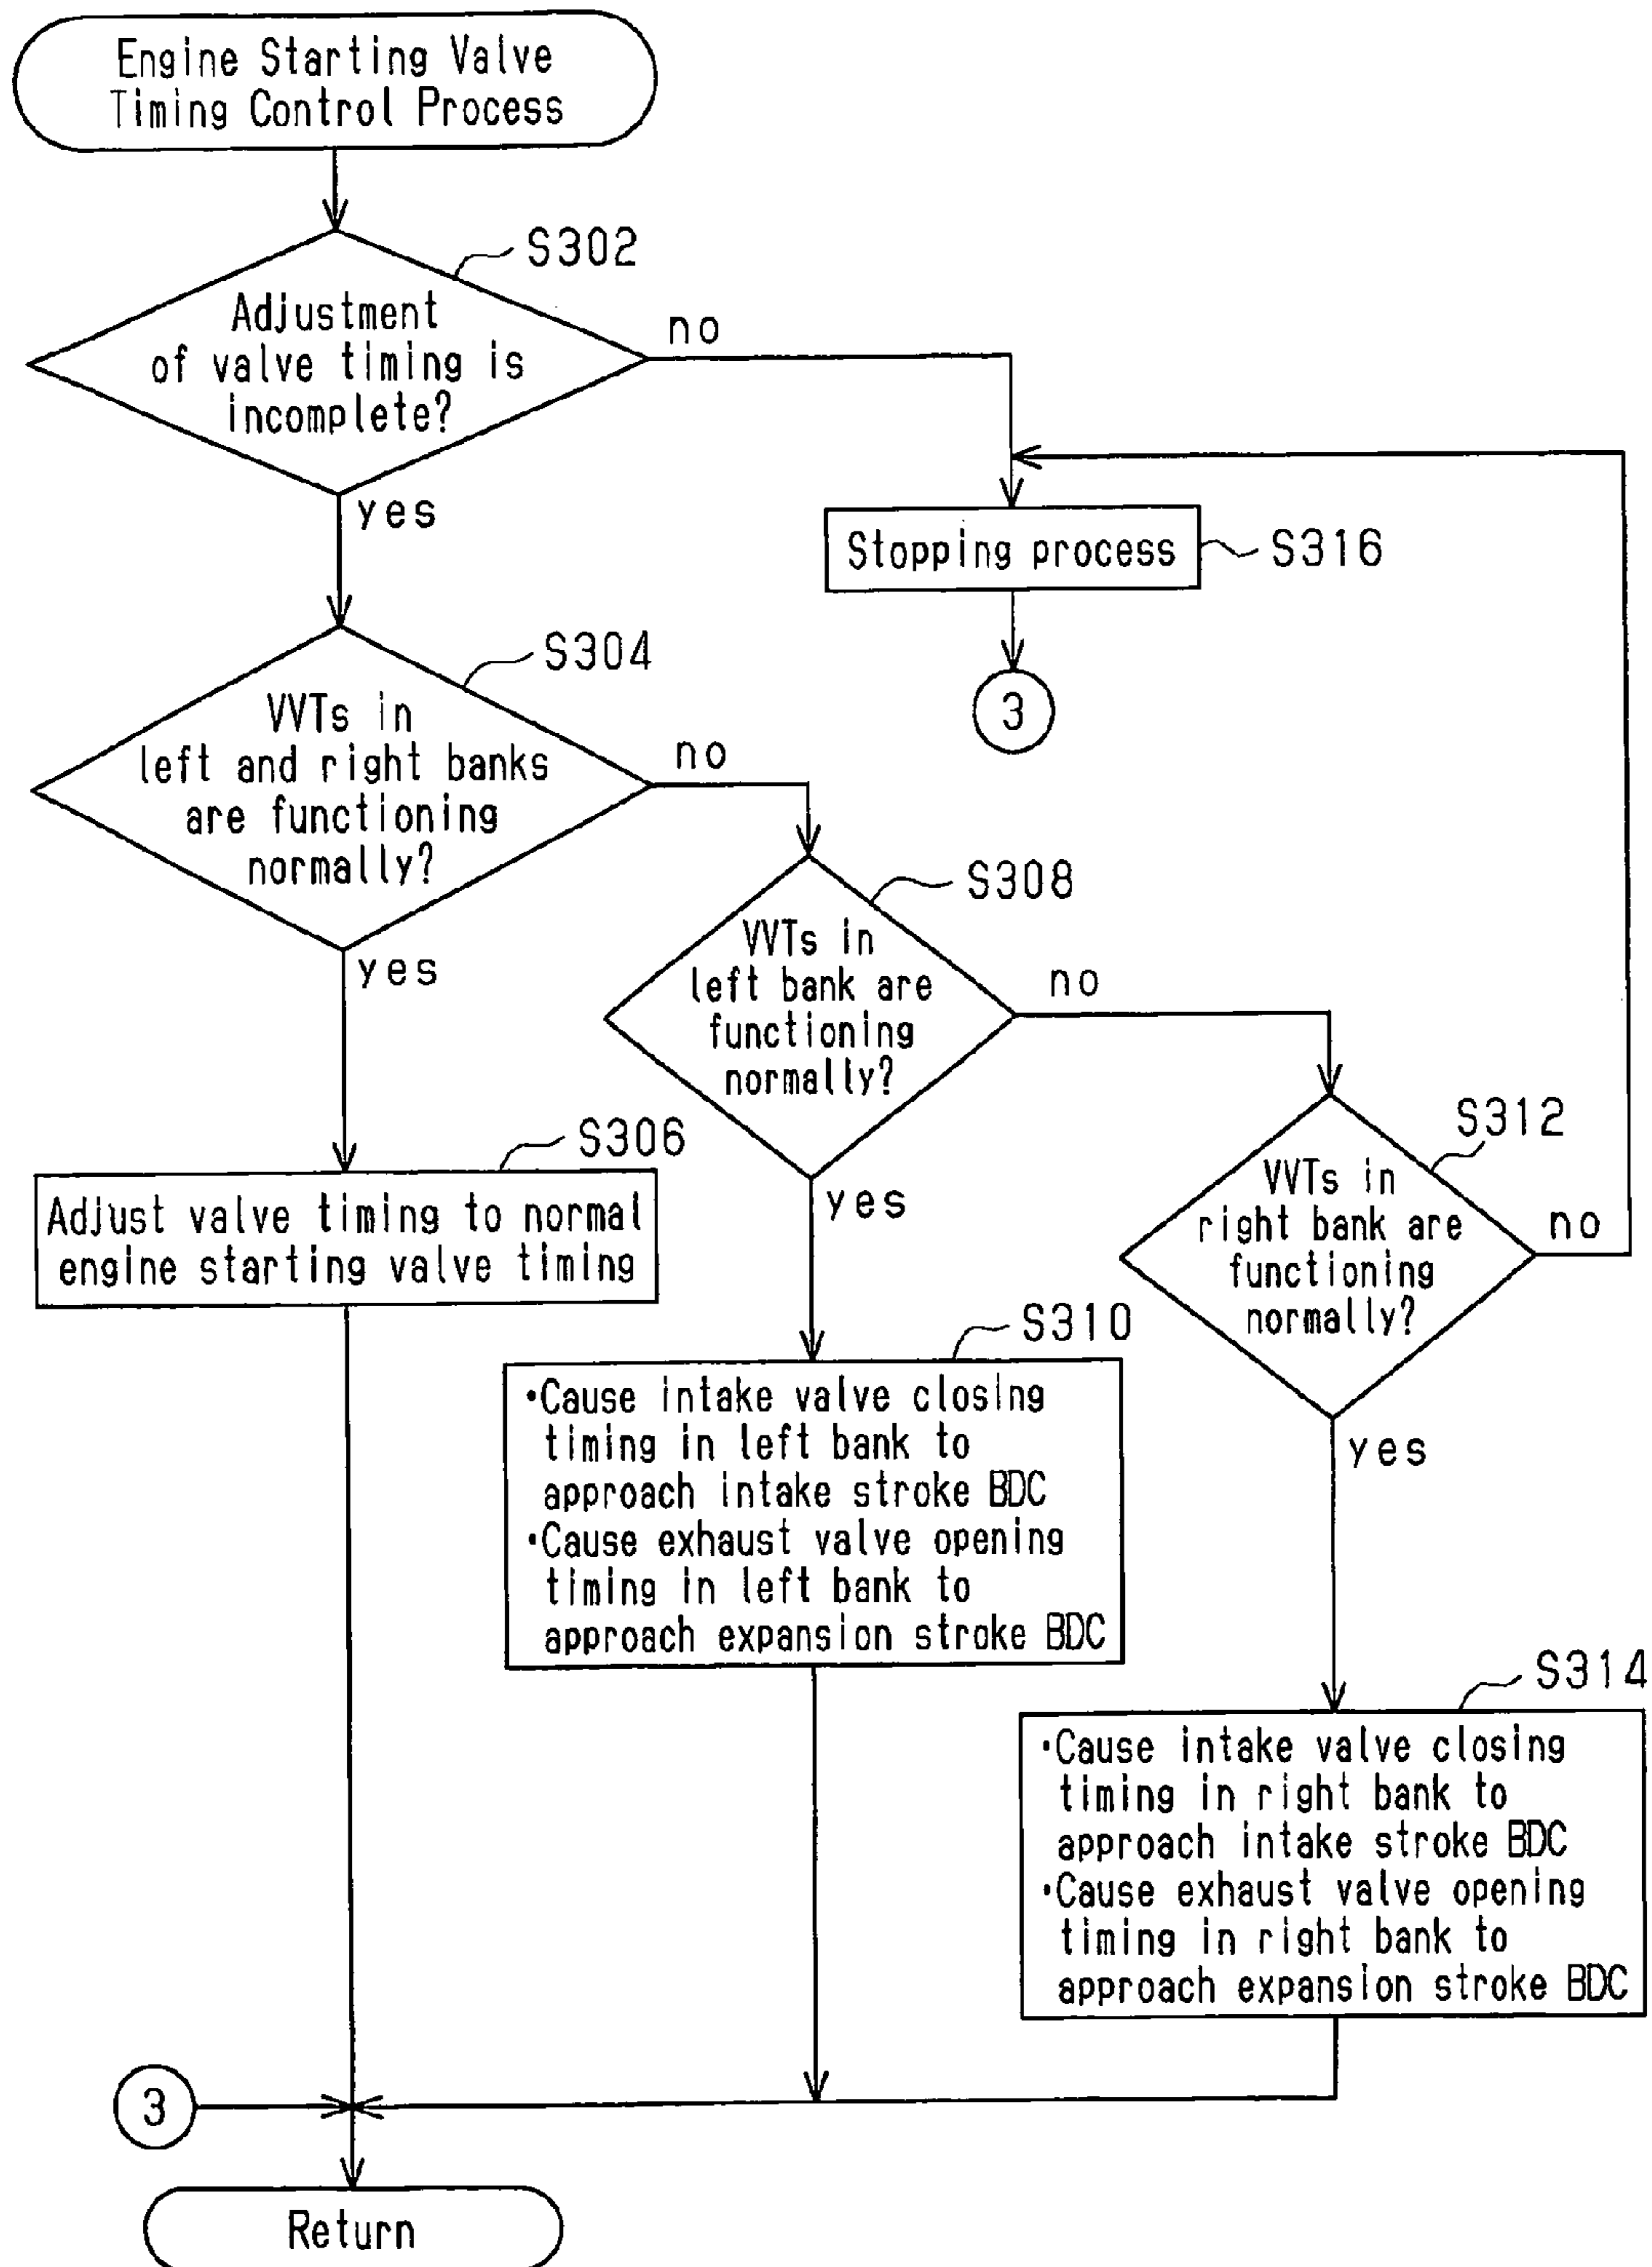 Engine Starting Valve
Timing Control Process
S302
Adjustment
of valve timing is
incomplete?
no
yes
Stopping process
S316
3
S304
VVTs in
left and right banks
are functioning
normally?
no
yes
S308
VVTs in
left bank are
functioning
normally?
no
yes
S312
VVTs in
right bank are
functioning
normally?
no
yes
S306
Adjust valve timing to normal
engine starting valve timing
S310
•Cause intake valve closing
timing in left bank to
approach intake stroke BDC
•Cause exhaust valve opening
timing in left bank to
approach expansion stroke BDC
S314
•Cause intake valve closing
timing in right bank to
approach intake stroke BDC
•Cause exhaust valve opening
timing in right bank to
approach expansion stroke BDC
3
Return